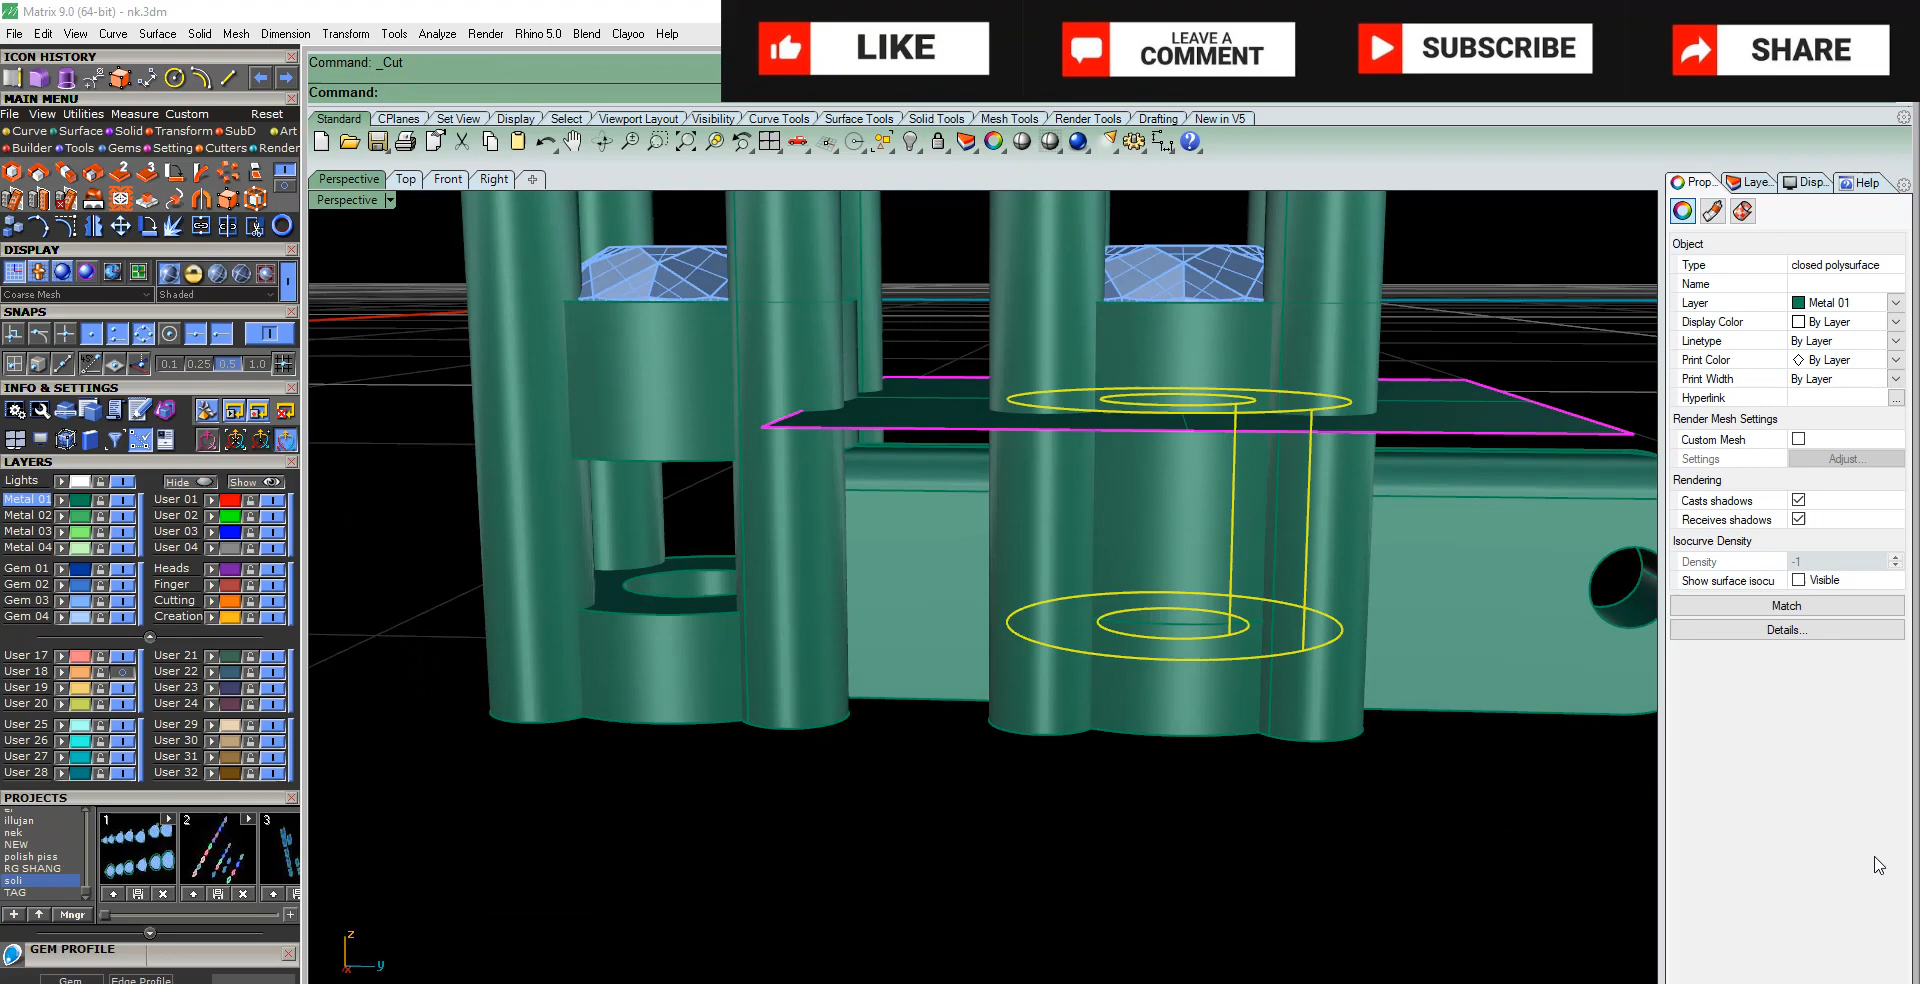 Matrix 9.0 (64-bit) - nk.3dm
File Edit View Curve Surface Solid Mesh Dimension Transform Tools Analyze Render Rhino 5.0 Blend Clayoo Help
LIKE
LEAVE A
COMMENT
SUBSCRIBE
SHARE
ICON HISTORY
Command: _Cut
Command:
MAIN MENU
File View Utilities Measure Custom Reset
Curve Surface Solid Transform SubD Art
Builder Tools Gems Setting Cutters Render
Standard CPlanes Set View Display Select Viewport Layout Visibility Curve Tools Surface Tools Solid Tools Mesh Tools Render Tools Drafting New in V5
Perspective Top Front Right
Perspective
DISPLAY
Coarse Mesh Shaded
SNAPS
0.1 0.25 0.5 1.0
INFO & SETTINGS
LAYERS
Lights Hide Show
Metal 01 User 01
Metal 02 User 02
Metal 03 User 03
Metal 04 User 04
Gem 01 Heads
Gem 02 Finger
Gem 03 Cutting
Gem 04 Creation
User 17 User 21
User 18 User 22
User 19 User 23
User 20 User 24
User 25 User 29
User 26 User 30
User 27 User 31
User 28 User 32
PROJECTS
illujan
nek
NEW
polish piss
RG SHANG
soli
TAG
1 2 3
Mngr
GEM PROFILE
Gem Edge Profile
z
y
x
Prop... Laye... Disp... Help
Object
Type closed polysurface
Name
Layer Metal 01
Display Color By Layer
Linetype By Layer
Print Color By Layer
Print Width By Layer
Hyperlink ...
Render Mesh Settings
Custom Mesh
Settings Adjust...
Rendering
Casts shadows
Receives shadows
Isocurve Density
Density -1
Show surface isocu Visible
Match
Details...